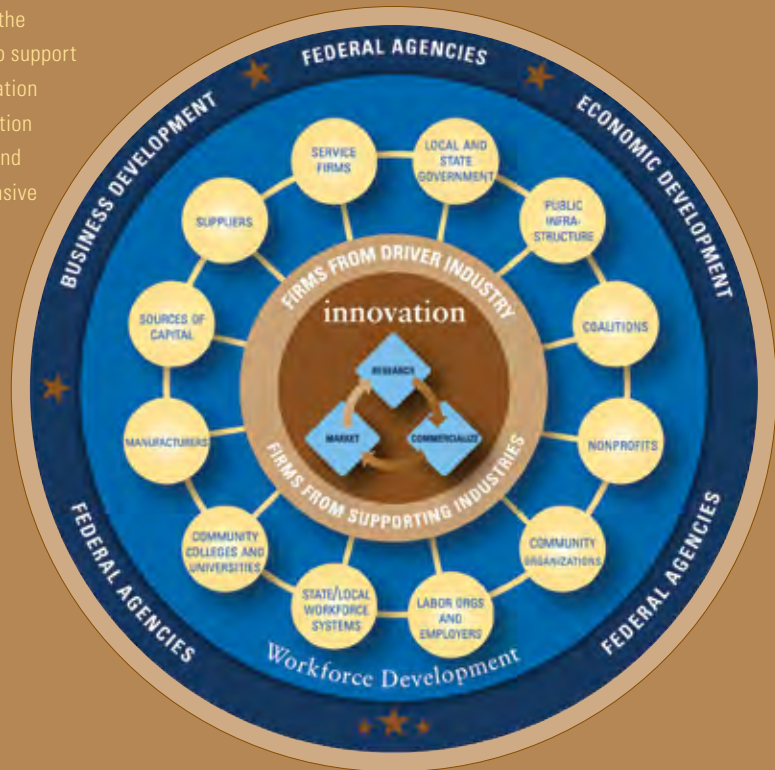 the
o support
ation
tion
nd
nsive
FEDERAL AGENCIES
BUSINESS DEVELOPMENT
ECONOMIC DEVELOPMENT
SERVICE
FIRMS
LOCAL AND
STATE
GOVERNMENT
SUPPLIERS
PUBLIC
INFRA-
STRUCTURE
SOURCES OF
CAPITAL
COALITIONS
MANUFACTURERS
NONPROFITS
COMMUNITY
COLLEGES AND
UNIVERSITIES
COMMUNITY
ORGANIZATIONS
STATE/LOCAL
WORKFORCE
SYSTEMS
LABOR ORGS
AND
EMPLOYERS
FIRMS FROM DRIVER INDUSTRY
innovation
RESEARCH
MARKET
COMMERCIALIZE
FIRMS FROM SUPPORTING INDUSTRIES
Workforce Development
FEDERAL AGENCIES
FEDERAL AGENCIES